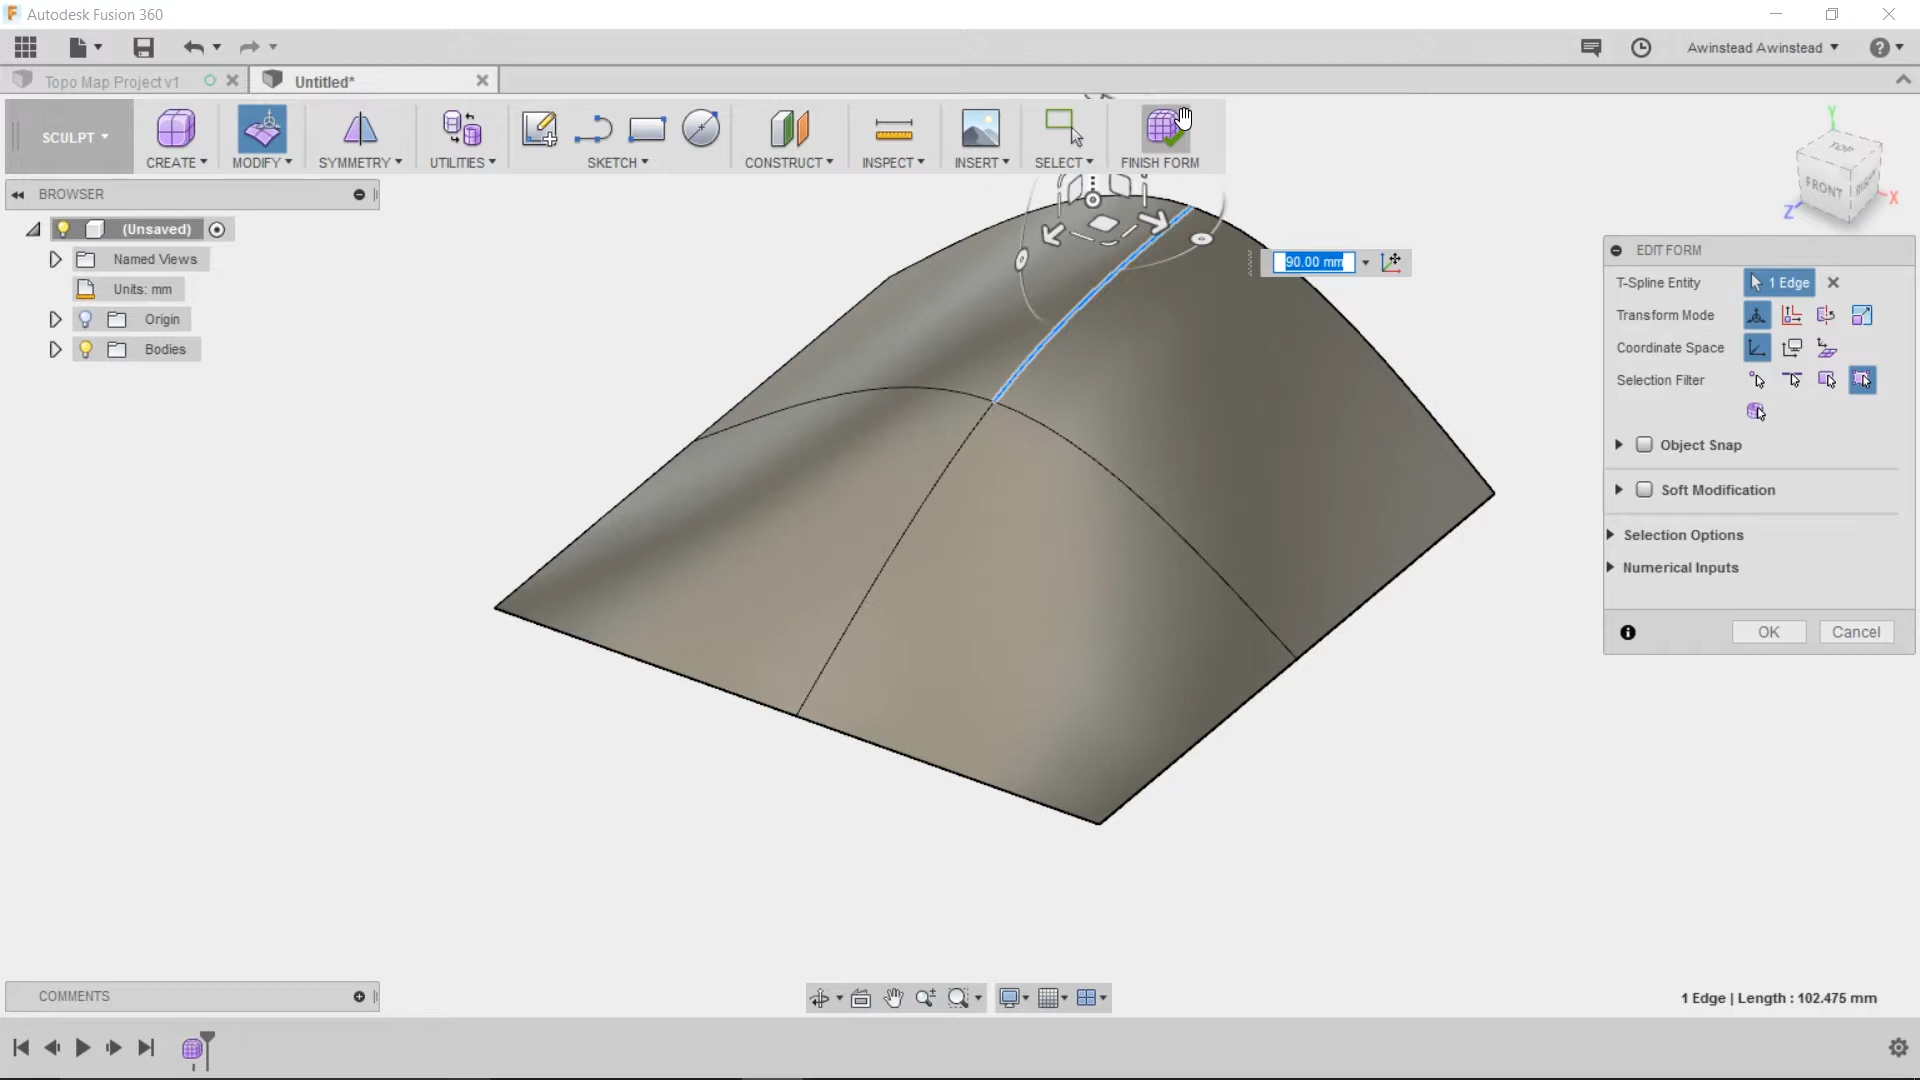 Autodesk Fusion 360
Awinstead Awinstead
Topo Map Project v1
Untitled*
SCULPT
CREATE
MODIFY
SYMMETRY
UTILITIES
SKETCH
CONSTRUCT
INSPECT
INSERT
SELECT
FINISH FORM
BROWSER
(Unsaved)
Named Views
Units: mm
Origin
Bodies
90.00 mm
Y
TOP
FRONT
RIGHT
X
Z
EDIT FORM
T-Spline Entity
1 Edge
Transform Mode
Coordinate Space
Selection Filter
Object Snap
Soft Modification
Selection Options
Numerical Inputs
OK
Cancel
COMMENTS
1 Edge | Length : 102.475 mm